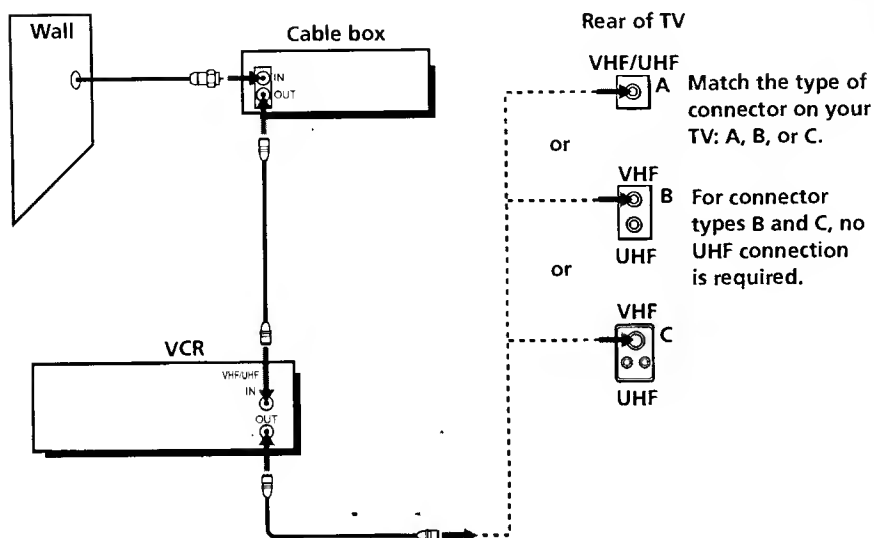 Wall
Cable box
IN
OUT
VCR
VHF/UHF
IN
OUT
Rear of TV
VHF/UHF
A
Match the type of
connector on your
TV: A, B, or C.
or
VHF
B
UHF
For connector
types B and C, no
UHF connection
is required.
or
VHF
C
UHF